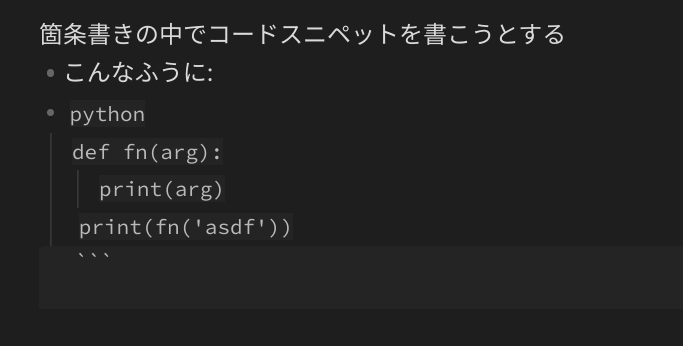 箇条書きの中でコードスニペットを書こうとする
こんなふうに:
python
def fn(arg):
print(arg)
print(fn('asdf'))
```